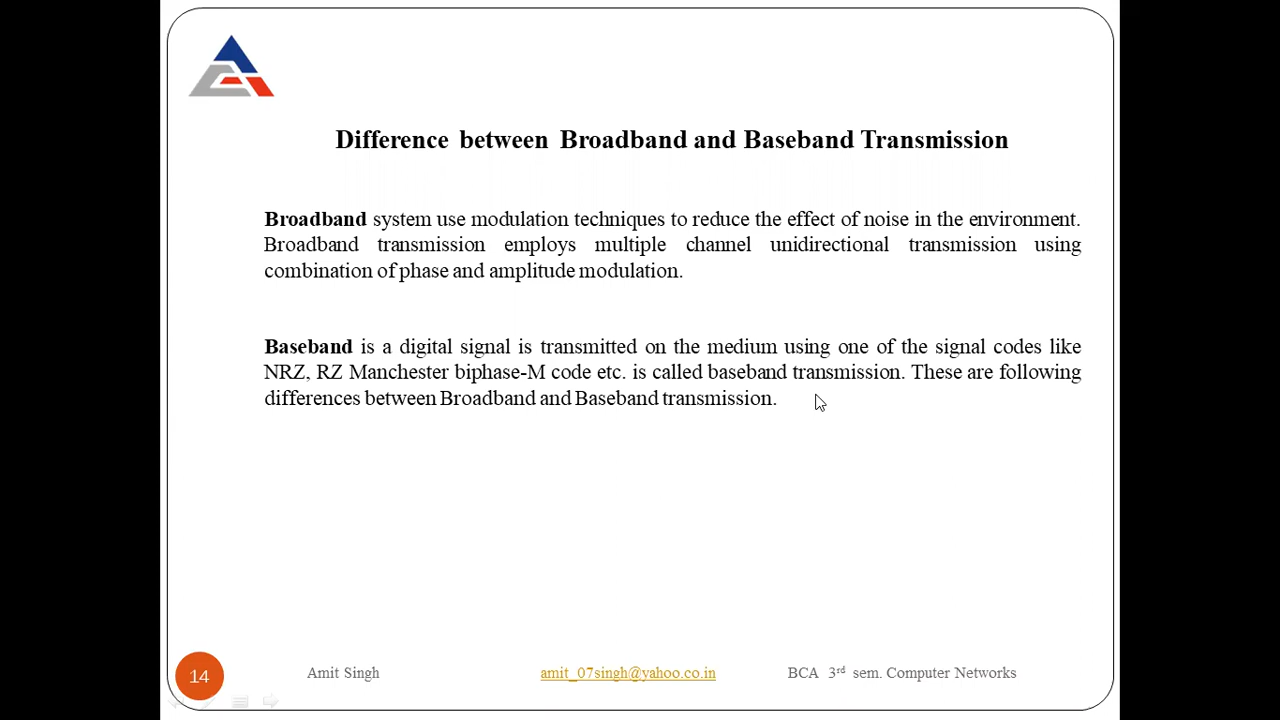 Difference between Broadband and Baseband Transmission
Broadband system use modulation techniques to reduce the effect of noise in the environment.
Broadband transmission employs multiple channel unidirectional transmission using
combination of phase and amplitude modulation.
Baseband is a digital signal is transmitted on the medium using one of the signal codes like
NRZ, RZ Manchester biphase-M code etc. is called baseband transmission. These are following
differences between Broadband and Baseband transmission.
14
Amit Singh
amit_07singh@yahoo.co.in
BCA 3rd sem. Computer Networks